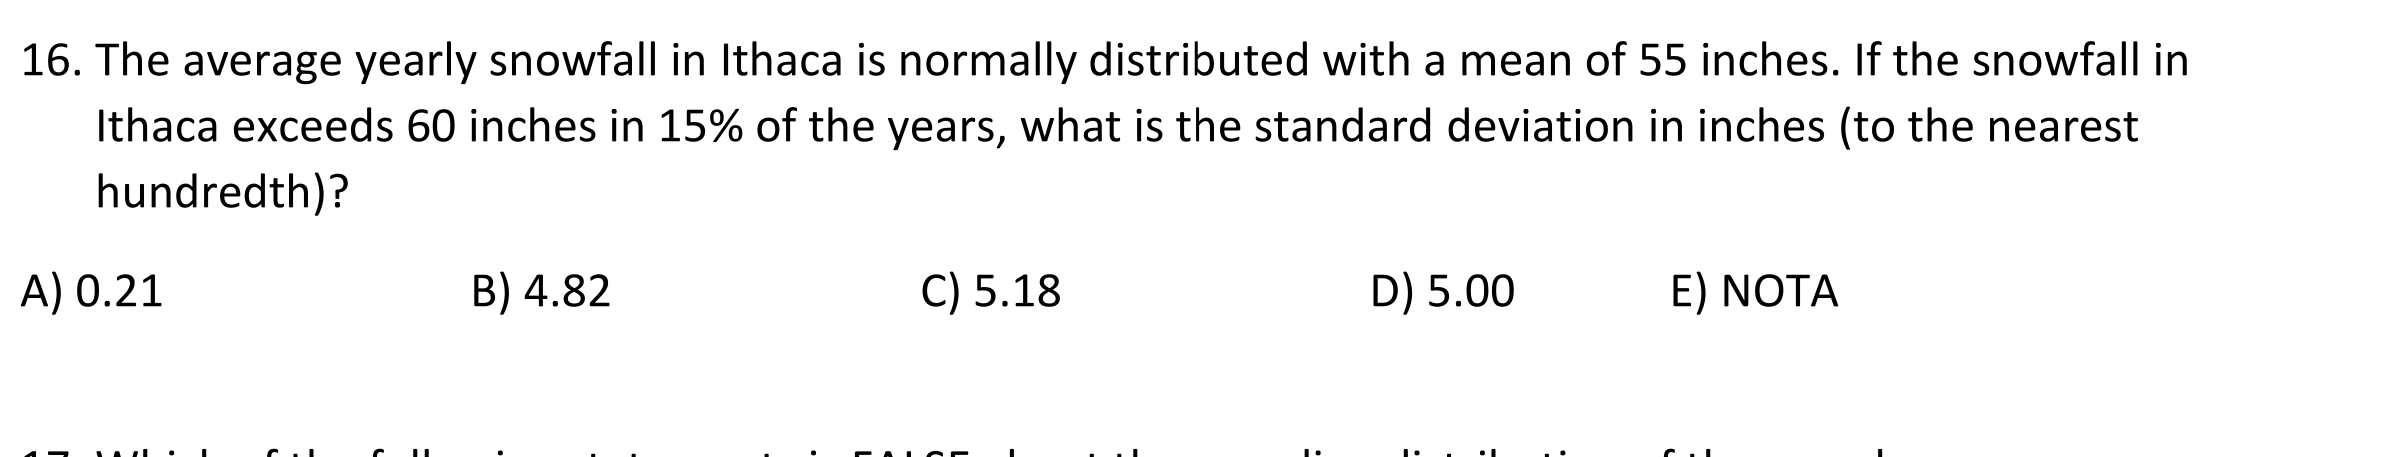 16. The average yearly snowfall in Ithaca is normally distributed with a mean of 55 inches. If the snowfall in
Ithaca exceeds 60 inches in 15% of the years, what is the standard deviation in inches (to the nearest
hundredth)?
A) 0.21 B) 4.82 C) 5.18 D) 5.00 E) NOTA